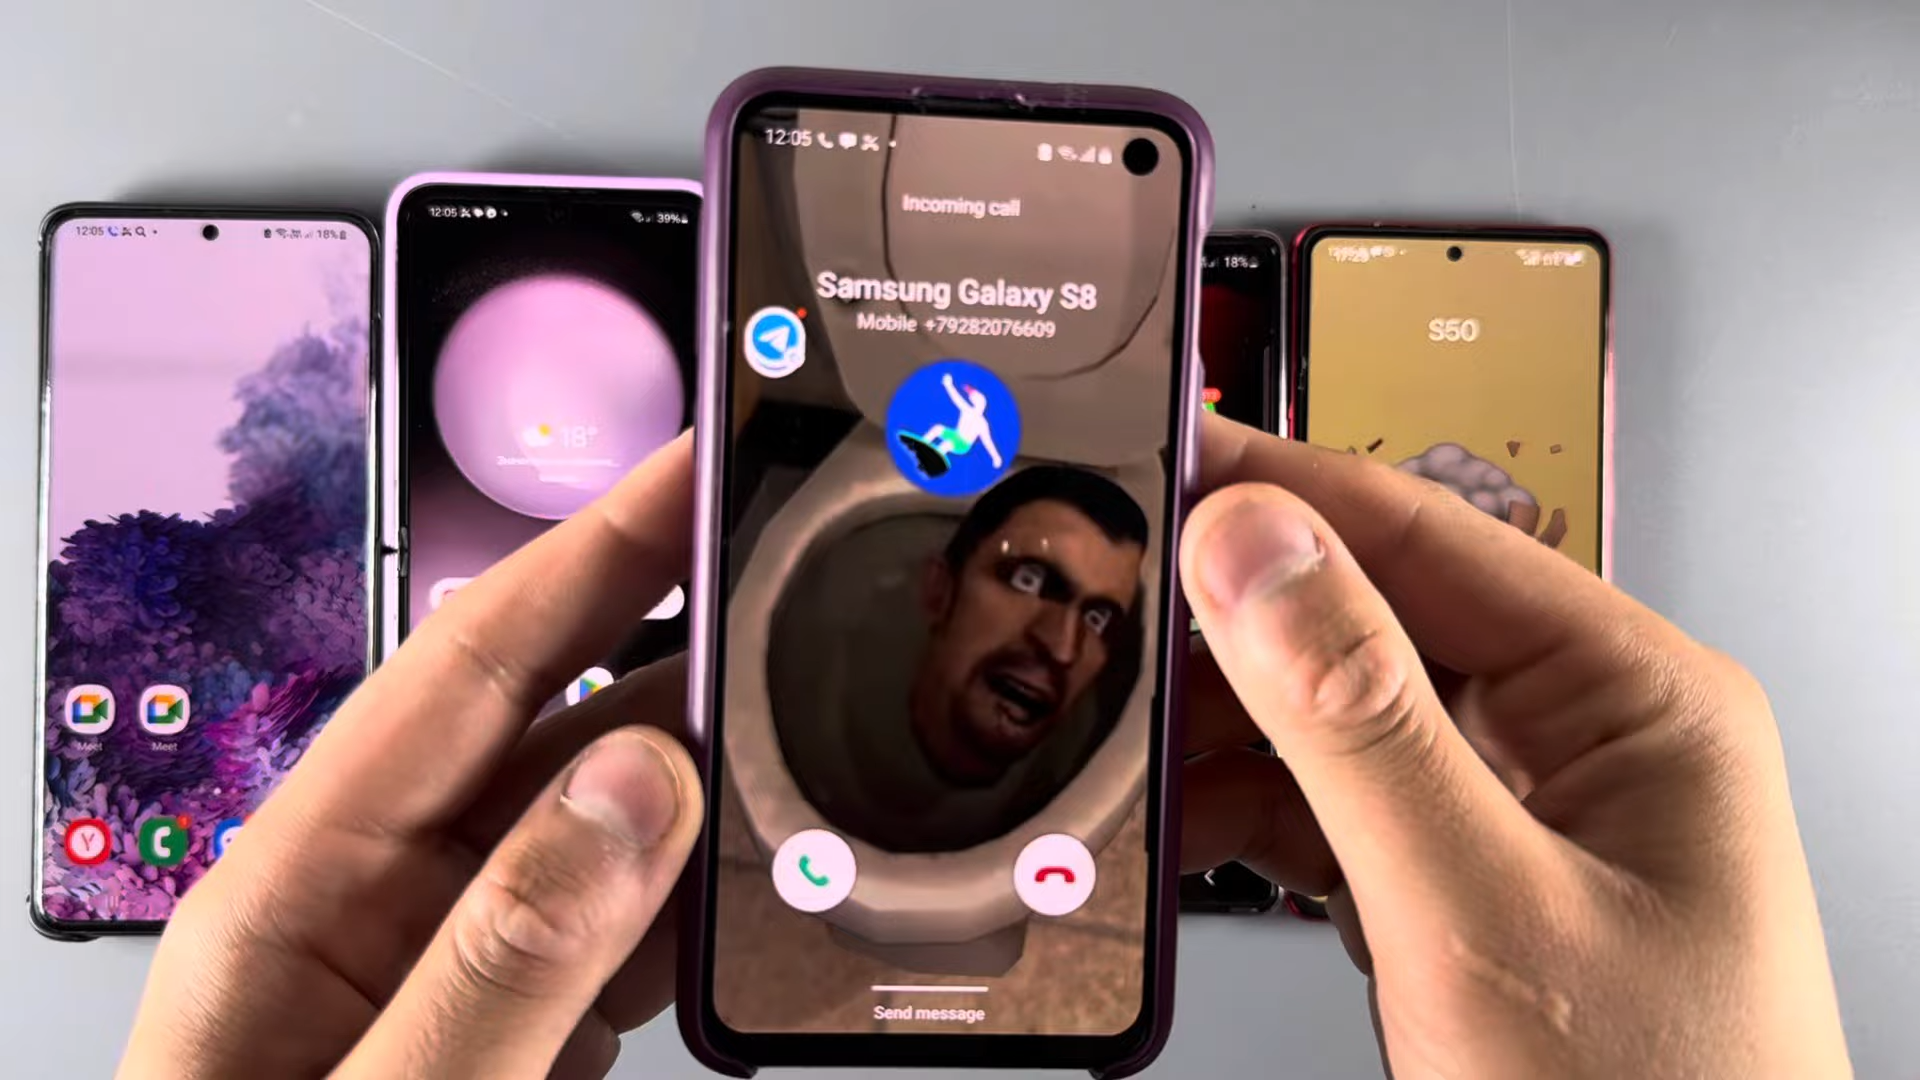 12:05
18%
Meet
Meet
12:05
39%
18°
12:05
Incoming call
Samsung Galaxy S8
Mobile +79282076609
Send message
18%
S50